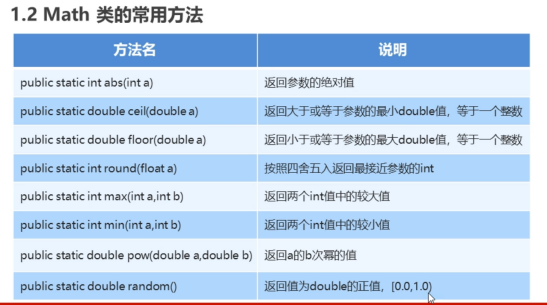 1.2 Math 类的常用方法
方法名 说明
public static int abs(int a) 返回参数的绝对值
public static double ceil(double a) 返回大于或等于参数的最小double值，等于一个整数
public static double floor(double a) 返回小于或等于参数的最大double值，等于一个整数
public static int round(float a) 按照四舍五入返回最接近参数的int
public static int max(int a,int b) 返回两个int值中的较大值
public static int min(int a,int b) 返回两个int值中的较小值
public static double pow(double a,double b) 返回a的b次幂的值
public static double random() 返回值为double的正值，[0.0,1.0)